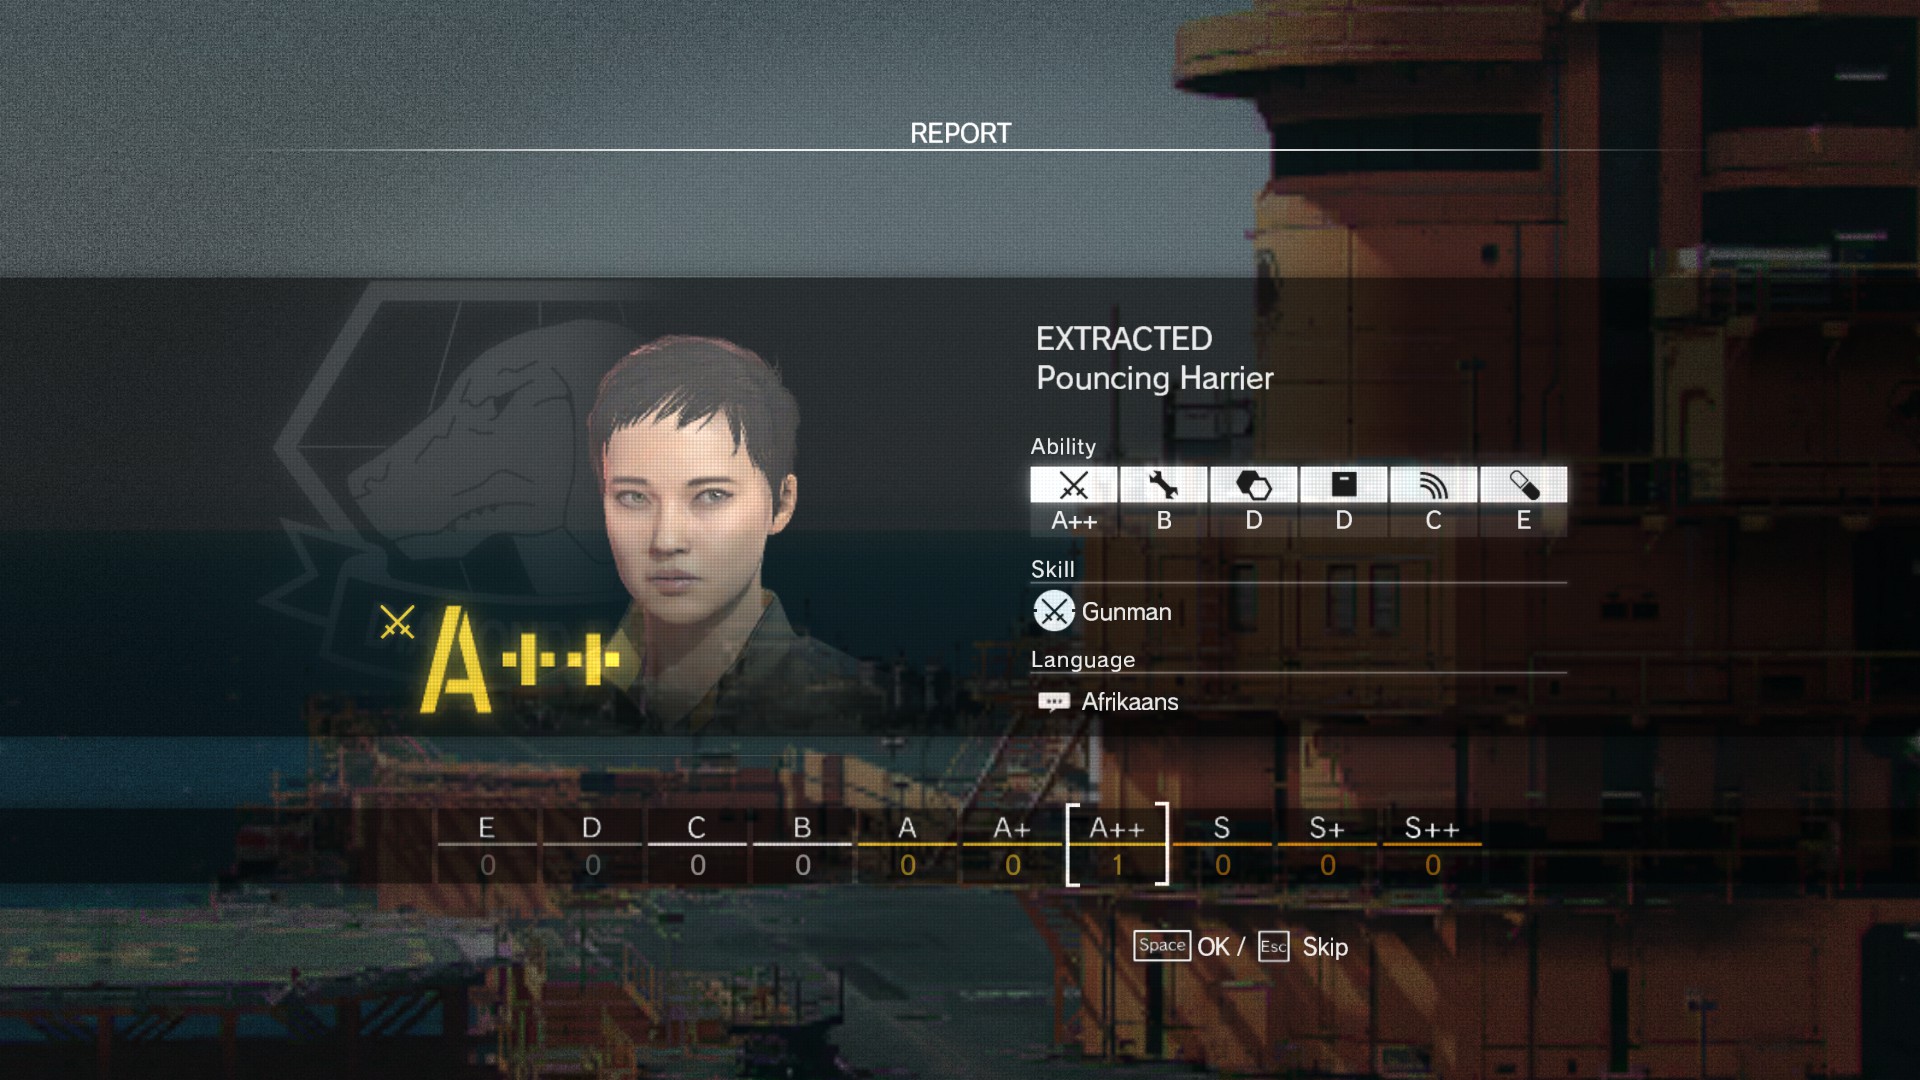 REPORT
EXTRACTED
Pouncing Harrier
Ability
A++ B D D C E
Skill
Gunman
Language
Afrikaans
A++
E D C B A A+ A++ S S+ S++
0 0 0 0 0 0 1 0 0 0
Space OK / Esc Skip